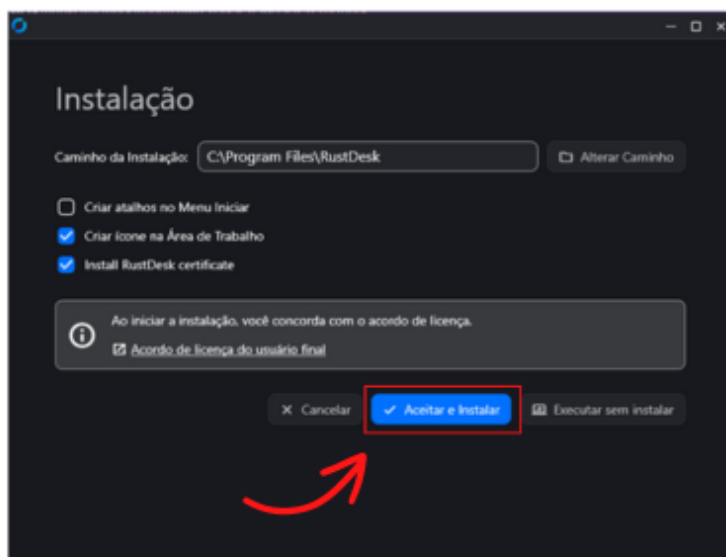 Instalação
Caminho da Instalação: C:\Program Files\RustDesk Alterar Caminho
Criar atalhos no Menu Iniciar
Criar ícone na Área de Trabalho
Install RustDesk certificate
Ao iniciar a instalação, você concorda com o acordo de licença.
Acordo de licença do usuário final
Cancelar Aceitar e Instalar Executar sem instalar